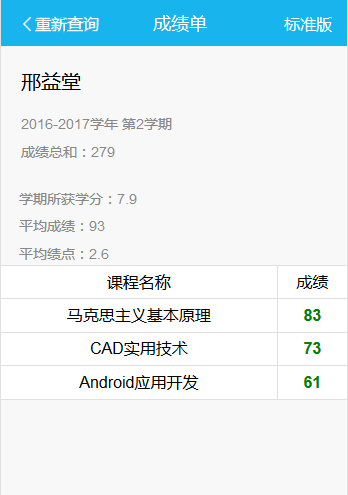 重新查询 成绩单 标准版
邢益堂
2016-2017学年 第2学期
成绩总和：279
学期所获学分：7.9
平均成绩：93
平均绩点：2.6
课程名称 成绩
马克思主义基本原理 83
CAD实用技术 73
Android应用开发 61